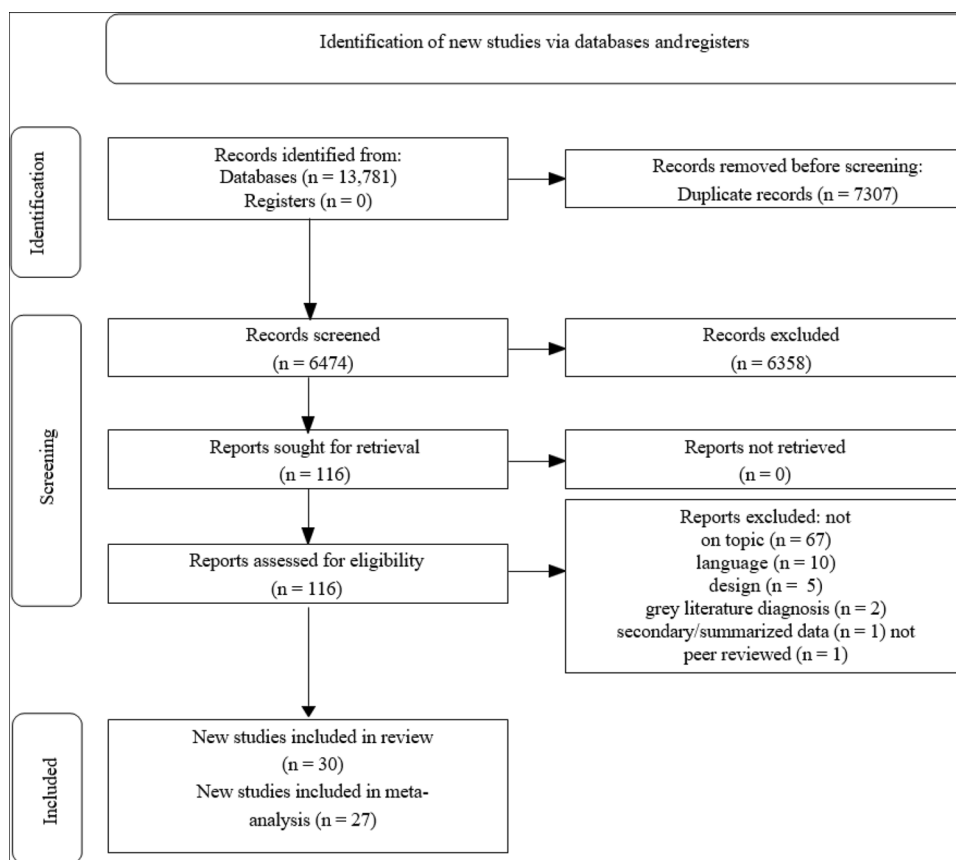 Identification of new studies via databases and registers
Identification
Records identified from:
Databases (n = 13,781)
Registers (n = 0)
Records removed before screening:
Duplicate records (n = 7307)
Screening
Records screened
(n = 6474)
Records excluded
(n = 6358)
Reports sought for retrieval
(n = 116)
Reports not retrieved
(n = 0)
Reports assessed for eligibility
(n = 116)
Reports excluded: not
on topic (n = 67)
language (n = 10)
design (n = 5)
grey literature diagnosis (n = 2)
secondary/summarized data (n = 1) not
peer reviewed (n = 1)
Included
New studies included in review
(n = 30)
New studies included in meta-
analysis (n = 27)